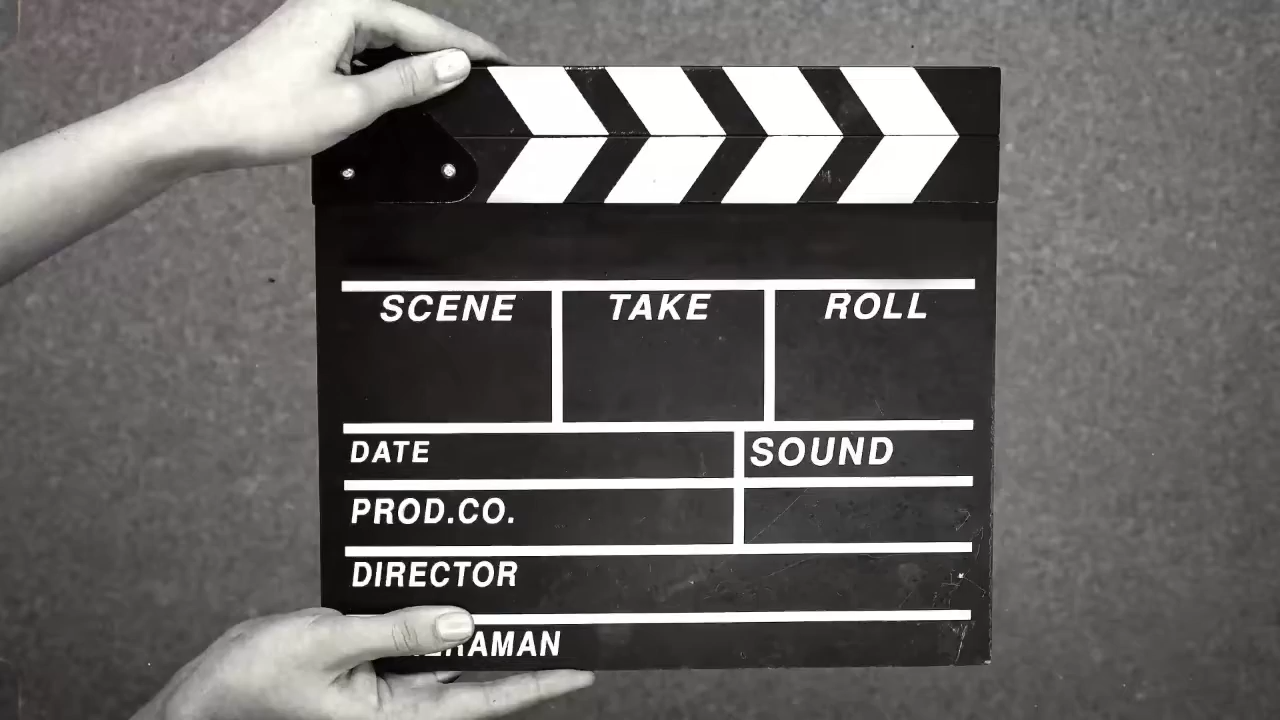 SCENE TAKE ROLL
DATE SOUND
PROD.CO.
DIRECTOR